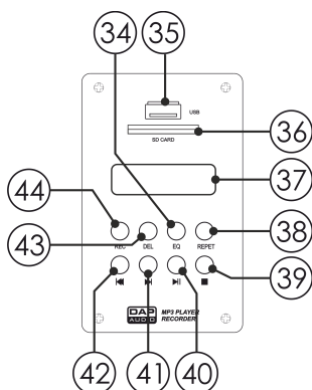 34
35
USB
36
SD CARD
37
44
43
REC
DEL
EQ
REPET
38
39
DAP
AUDIO
MP3 PLAYER
RECORDER
42
41
40